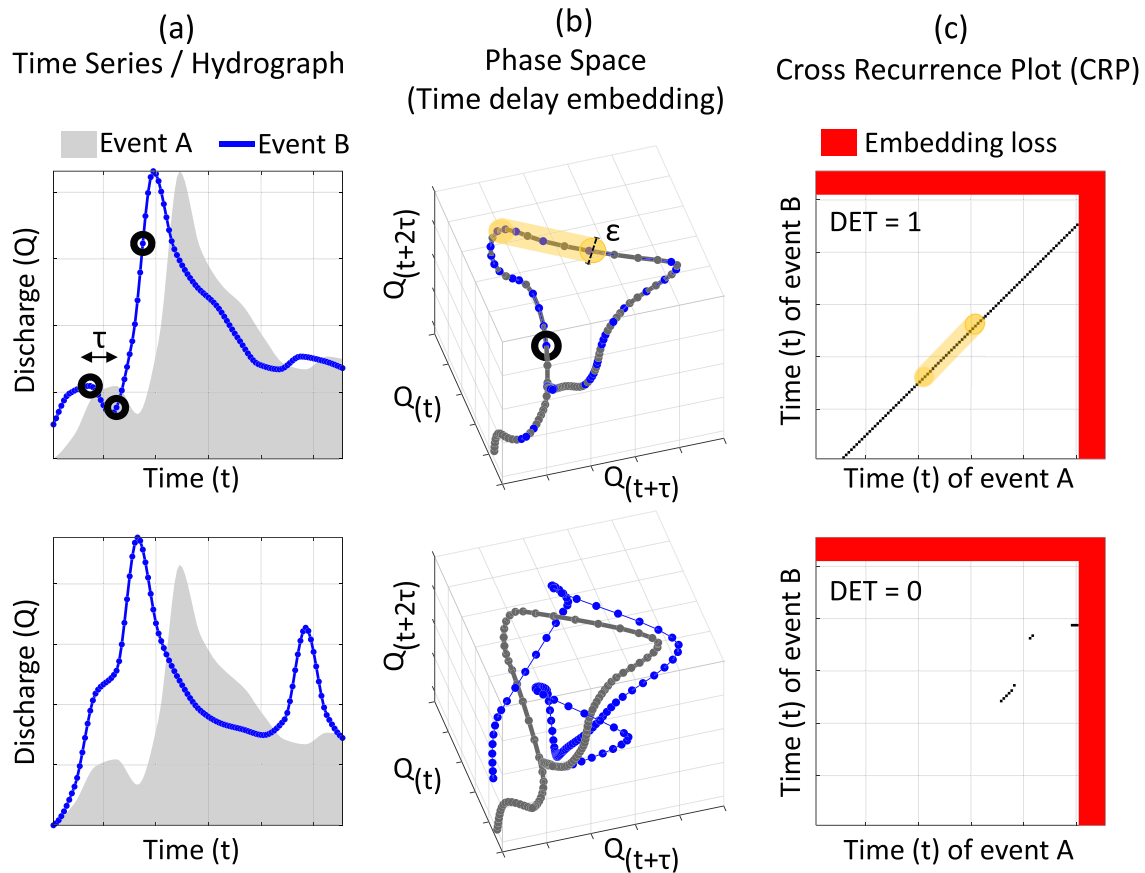 (a)
Time Series / Hydrograph
(b)
Phase Space
(Time delay embedding)
(c)
Cross Recurrence Plot (CRP)
Event A
Event B
Embedding loss
Discharge (Q)
τ
Time (t)
Q(t+2τ)
ε
Q(t)
Q(t+τ)
Time (t) of event B
DET = 1
Time (t) of event A
Discharge (Q)
Time (t)
Q(t+2τ)
Q(t)
Q(t+τ)
Time (t) of event B
DET = 0
Time (t) of event A